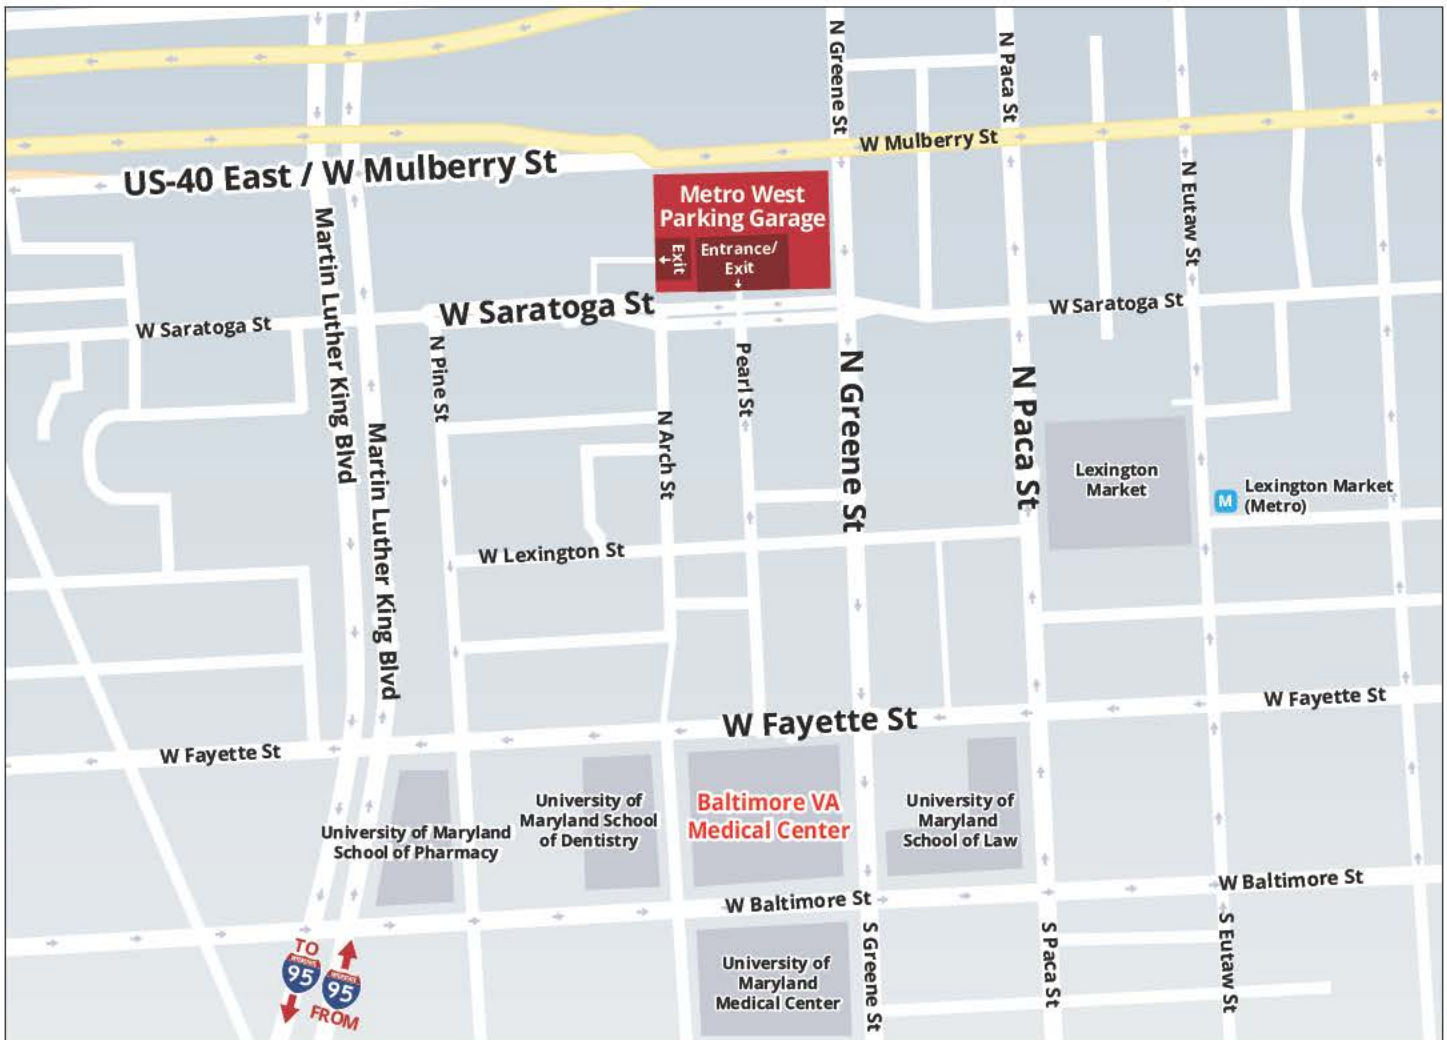 N Greene St
N Paca St
W Mulberry St
US-40 East / W Mulberry St
N Eutaw St
Metro West
Parking Garage
Exit
Entrance/
Exit
Martin Luther King Blvd
W Saratoga St
W Saratoga St
W Saratoga St
N Pine St
Pearl St
N Greene St
N Paca St
N Arch St
Martin Luther King Blvd
Lexington
Market
M
Lexington Market
(Metro)
W Lexington St
W Fayette St
W Fayette St
W Fayette St
University of Maryland
School of Pharmacy
University of
Maryland School
of Dentistry
Baltimore VA
Medical Center
University of
Maryland
School of Law
W Baltimore St
W Baltimore St
TO
INTERSTATE
95
INTERSTATE
95
FROM
University of
Maryland
Medical Center
S Greene St
S Paca St
S Eutaw St